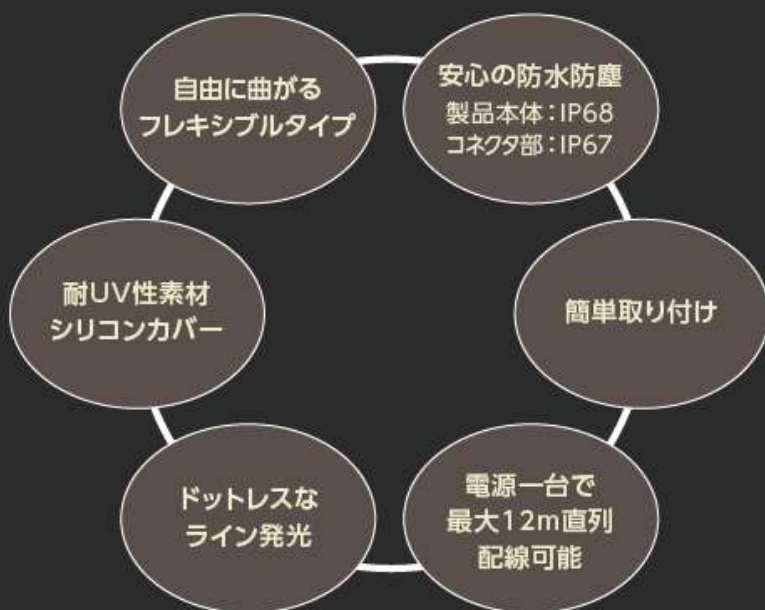 自由に曲がる
フレキシブルタイプ
安心の防水防塵
製品本体：IP68
コネクタ部：IP67
耐UV性素材
シリコンカバー
簡単取り付け
ドットレスな
ライン発光
電源一台で
最大12m直列
配線可能